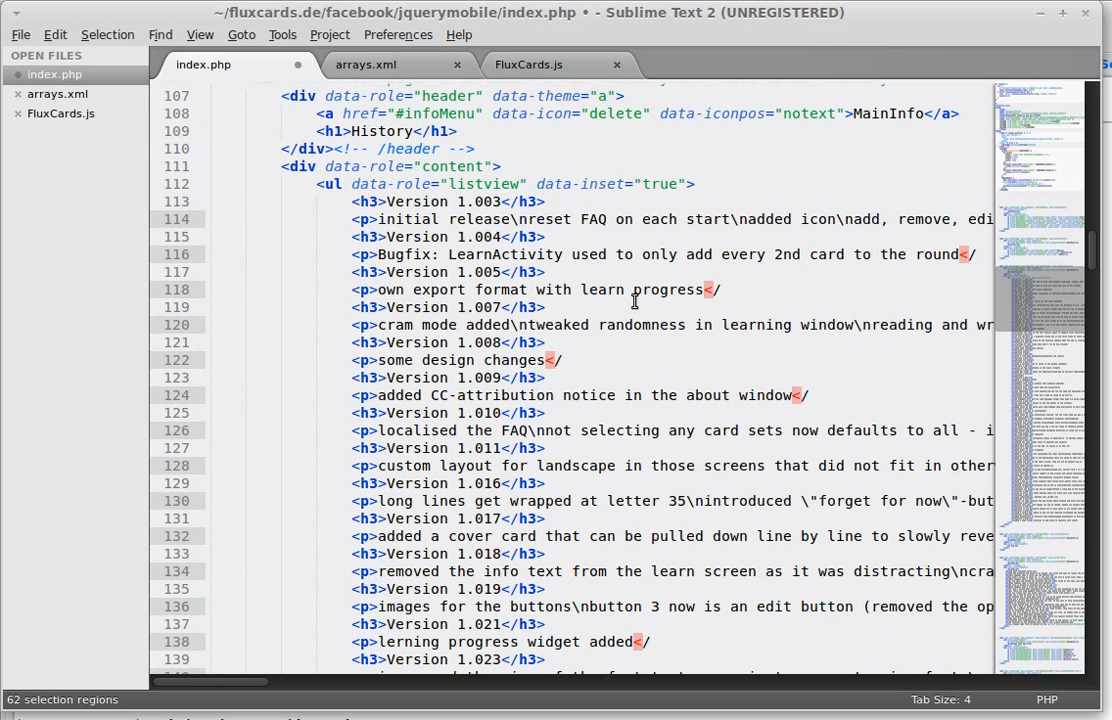 ~/fluxcards.de/facebook/jquerymobile/index.php • - Sublime Text 2 (UNREGISTERED)
File Edit Selection Find View Goto Tools Project Preferences Help
OPEN FILES
index.php
arrays.xml
FluxCards.js
index.php arrays.xml FluxCards.js
107 <div data-role="header" data-theme="a">
108 <a href="#infoMenu" data-icon="delete" data-iconpos="notext">MainInfo</a>
109 <h1>History</h1>
110 </div><!-- /header -->
111 <div data-role="content">
112 <ul data-role="listview" data-inset="true">
113 <h3>Version 1.003</h3>
114 <p>initial release\nreset FAQ on each start\nadded icon\nadd, remove, edi
115 <h3>Version 1.004</h3>
116 <p>Bugfix: LearnActivity used to only add every 2nd card to the round</
117 <h3>Version 1.005</h3>
118 <p>own export format with learn progress</
119 <h3>Version 1.007</h3>
120 <p>cram mode added\ntweaked randomness in learning window\nreading and wr
121 <h3>Version 1.008</h3>
122 <p>some design changes</
123 <h3>Version 1.009</h3>
124 <p>added CC-attribution notice in the about window</
125 <h3>Version 1.010</h3>
126 <p>localised the FAQ\nnot selecting any card sets now defaults to all - i
127 <h3>Version 1.011</h3>
128 <p>custom layout for landscape in those screens that did not fit in other
129 <h3>Version 1.016</h3>
130 <p>long lines get wrapped at letter 35\nintroduced \"forget for now\"-but
131 <h3>Version 1.017</h3>
132 <p>added a cover card that can be pulled down line by line to slowly reve
133 <h3>Version 1.018</h3>
134 <p>removed the info text from the learn screen as it was distracting\ncra
135 <h3>Version 1.019</h3>
136 <p>images for the buttons\nbutton 3 now is an edit button (removed the op
137 <h3>Version 1.021</h3>
138 <p>lerning progress widget added</
139 <h3>Version 1.023</h3>
62 selection regions Tab Size: 4 PHP